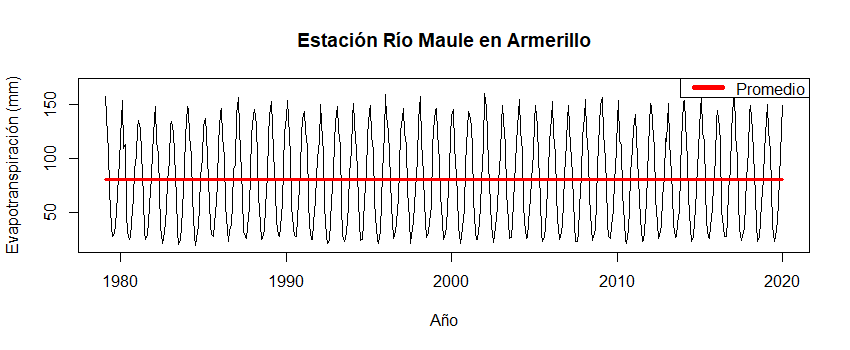 Estación Río Maule en Armerillo
Evapotranspiración (mm)
150
100
50
Promedio
1980
1990
2000
2010
2020
Año